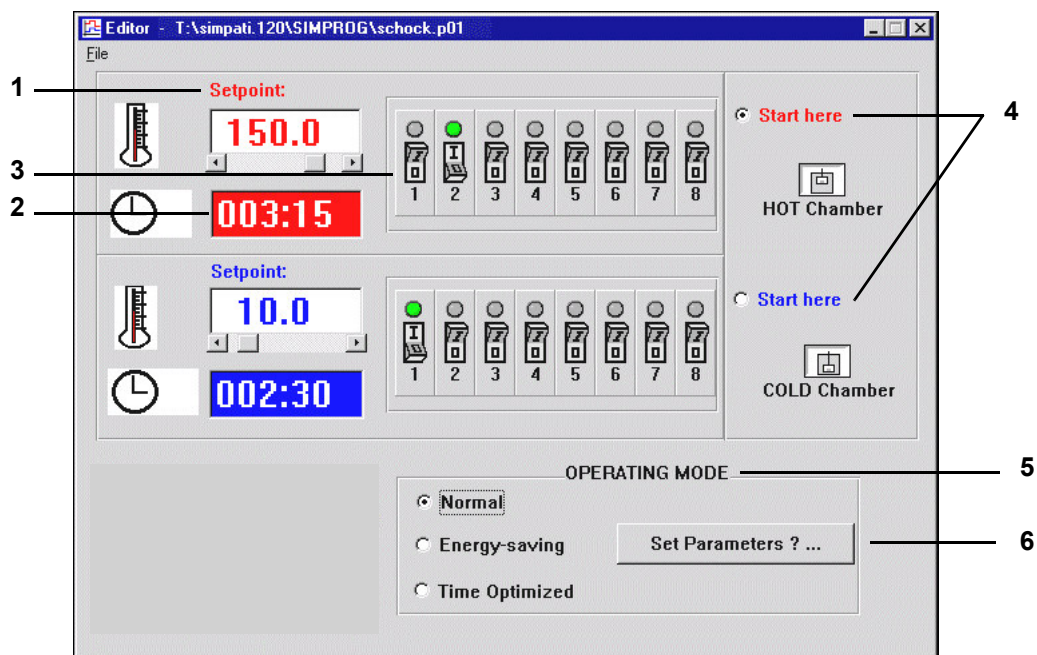 Editor - T:\simpati.120\SIMPROG\schock.p01
File
1
Setpoint:
150.0
Start here
4
3
1 2 3 4 5 6 7 8
HOT Chamber
2
003:15
Setpoint:
10.0
Start here
1 2 3 4 5 6 7 8
COLD Chamber
002:30
OPERATING MODE
5
Normal
Energy-saving
Set Parameters ? ...
6
Time Optimized